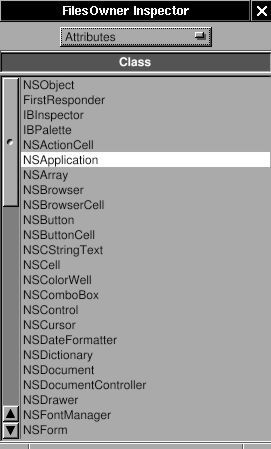 FilesOwner Inspector
Attributes
Class
NSObject
FirstResponder
IBInspector
IBPalette
NSActionCell
NSApplication
NSArray
NSBrowser
NSBrowserCell
NSButton
NSButtonCell
NSCStringText
NSCell
NSColorWell
NSComboBox
NSControl
NSCursor
NSDateFormatter
NSDictionary
NSDocument
NSDocumentController
NSDrawer
NSFontManager
NSForm